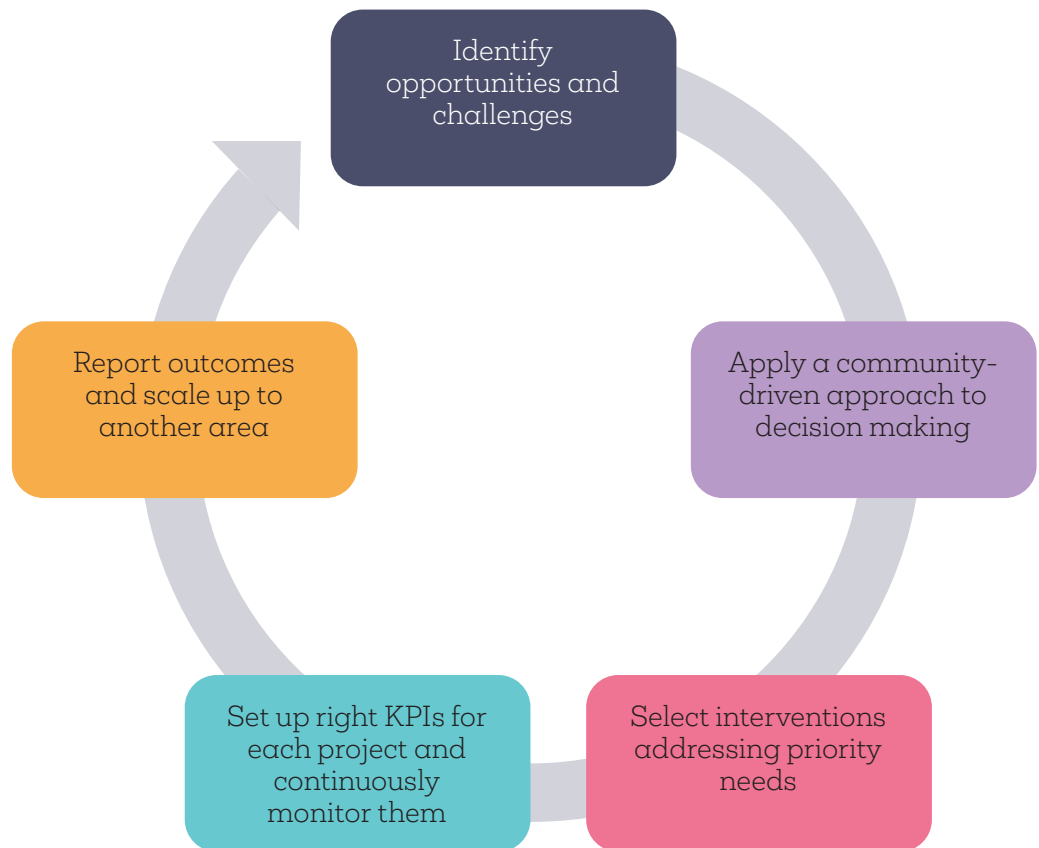 Identify
opportunities and
challenges
Apply a community-
driven approach to
decision making
Select interventions
addressing priority
needs
Set up right KPIs for
each project and
continuously
monitor them
Report outcomes
and scale up to
another area